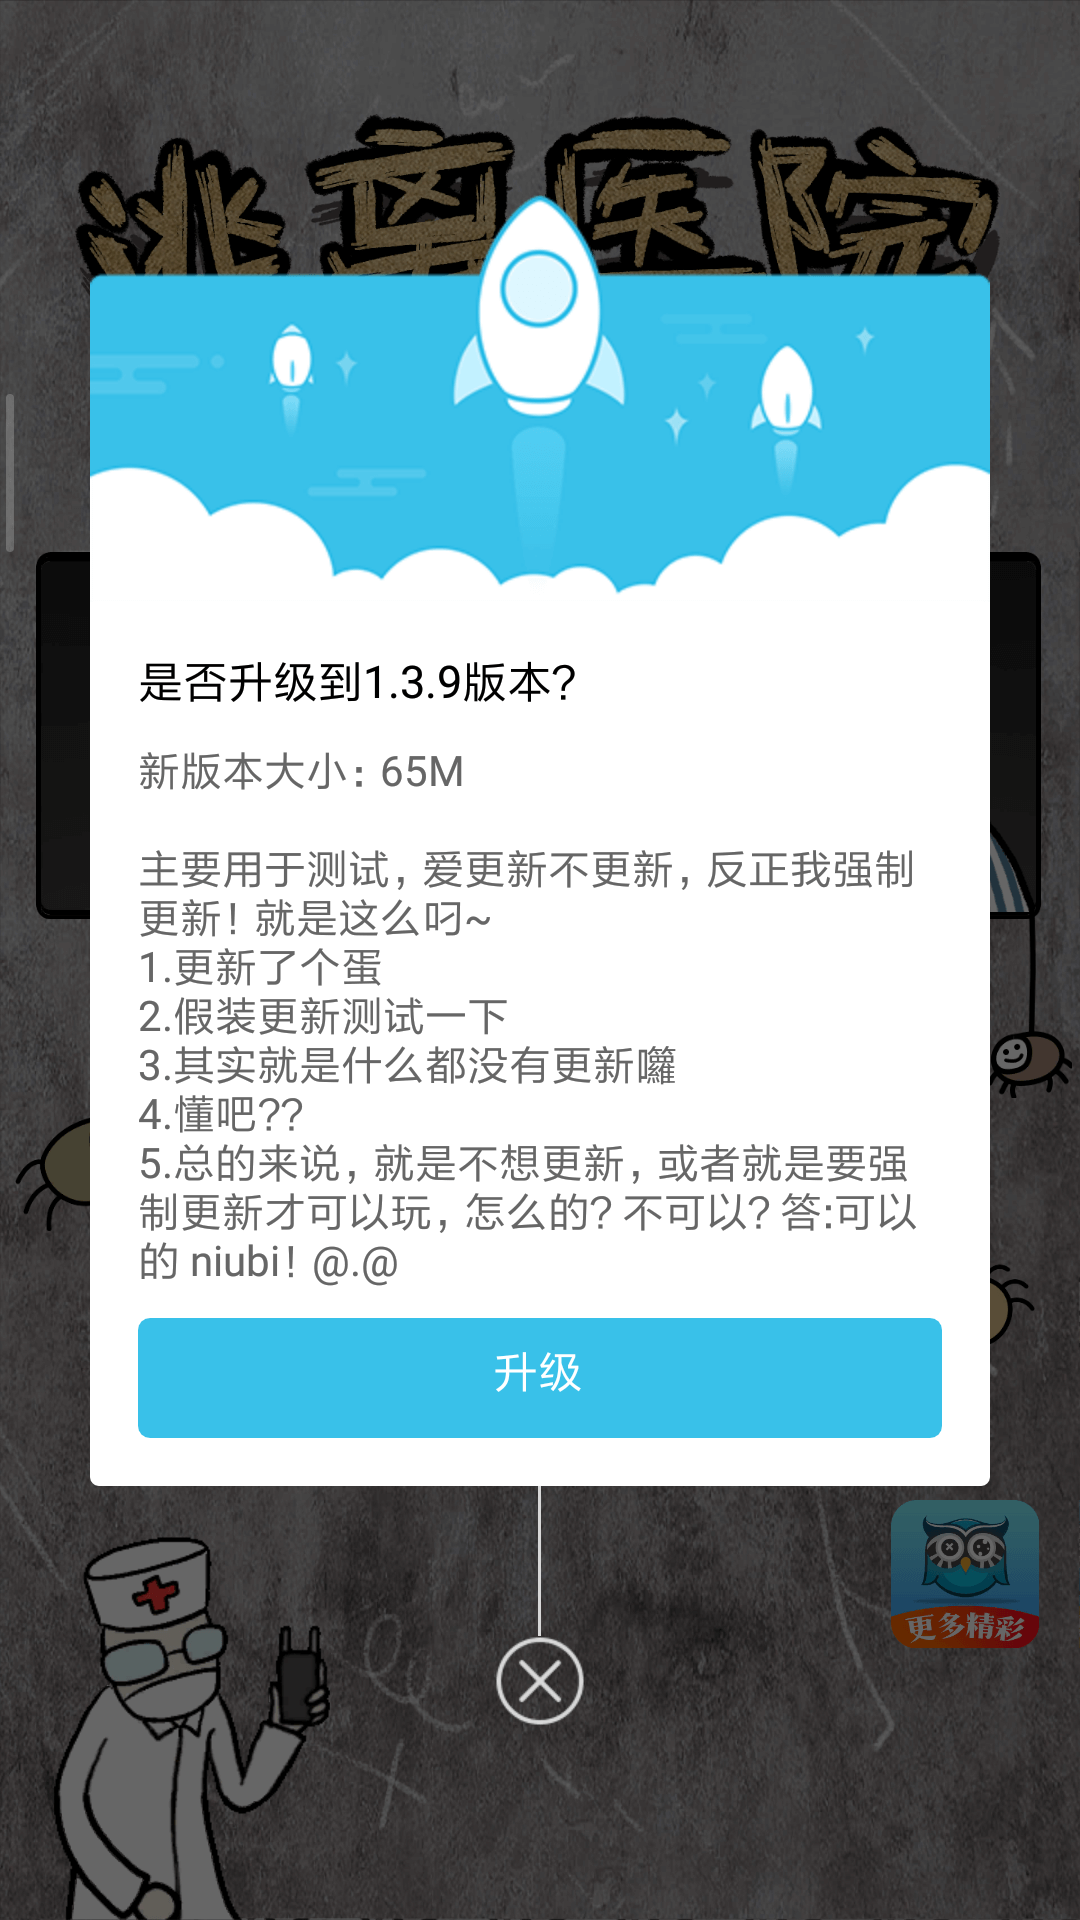 逃离医院
是否升级到1.3.9版本？
新版本大小：65M
主要用于测试，爱更新不更新，反正我强制
更新！就是这么叼~
1.更新了个蛋
2.假装更新测试一下
3.其实就是什么都没有更新囖
4.懂吧??
5.总的来说，就是不想更新，或者就是要强
制更新才可以玩，怎么的？不可以？答:可以
的 niubi！@.@
升级
更多精彩